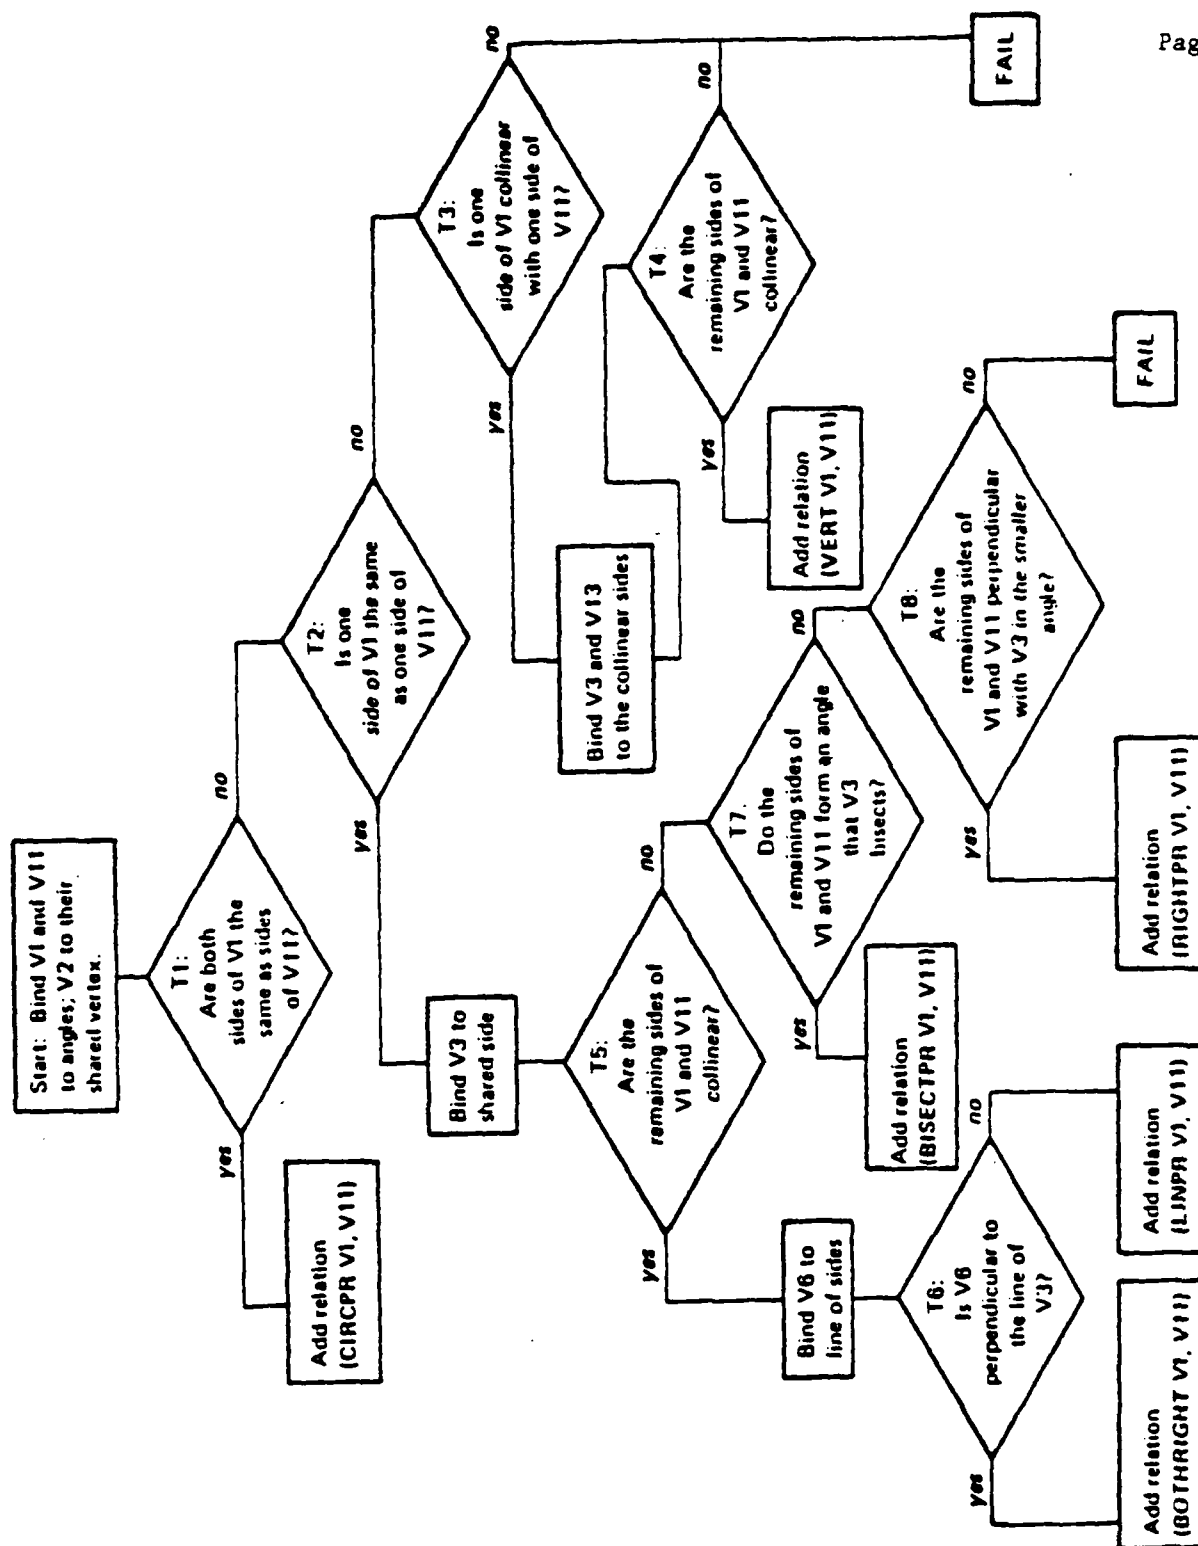 Pag
Start: Bind V1 and V11
to angles; V2 to their
shared vertex.
T1:
Are both
sides of V1 the
same as sides
of V11?
yes
no
Add relation
(CIRCPR V1, V11)
T2:
Is one
side of V1 the same
as one side of
V11?
yes
no
Bind V3 to
shared side
T3:
Is one
side of V1 collinear
with one side of
V11?
yes
no
Bind V3 and V13
to the collinear sides
T4:
Are the
remaining sides of
V1 and V11
collinear?
yes
no
Add relation
(VERT V1, V11)
FAIL
T5:
Are the
remaining sides of
V1 and V11
collinear?
yes
no
Bind V6 to
line of sides
T6:
Is V6
perpendicular to
the line of
V3?
yes
no
Add relation
(BOTHRIGHT V1, V11)
Add relation
(LINPR V1, V11)
T7.
Do the
remaining sides of
V1 and V11 form an angle
that V3
bisects?
yes
no
Add relation
(BISECTPR V1, V11)
T8:
Are the
remaining sides of
V1 and V11 perpendicular
with V3 in the smaller
angle?
yes
no
Add relation
(RIGHTPR V1, V11)
FAIL